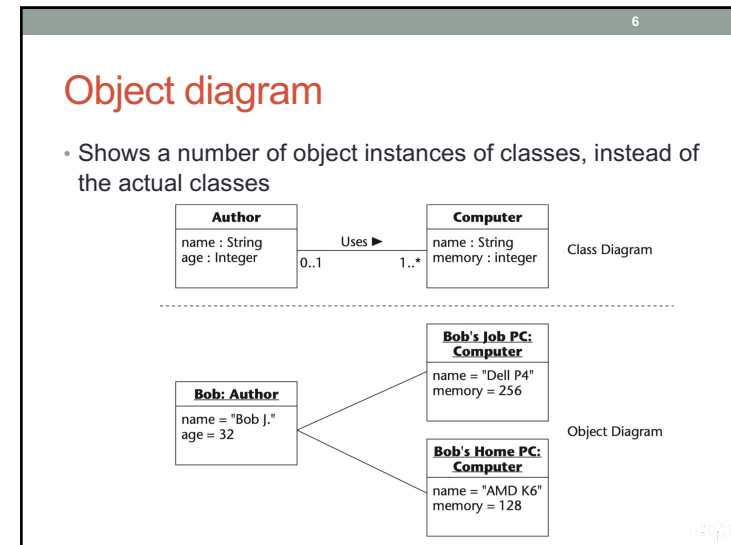 6
Object diagram
• Shows a number of object instances of classes, instead of
the actual classes
Author
name : String
age : Integer
Uses ►
0..1
1..*
Computer
name : String
memory : integer
Class Diagram
Bob's Job PC:
Computer
name = "Dell P4"
memory = 256
Bob: Author
name = "Bob J."
age = 32
Object Diagram
Bob's Home PC:
Computer
name = "AMD K6"
memory = 128